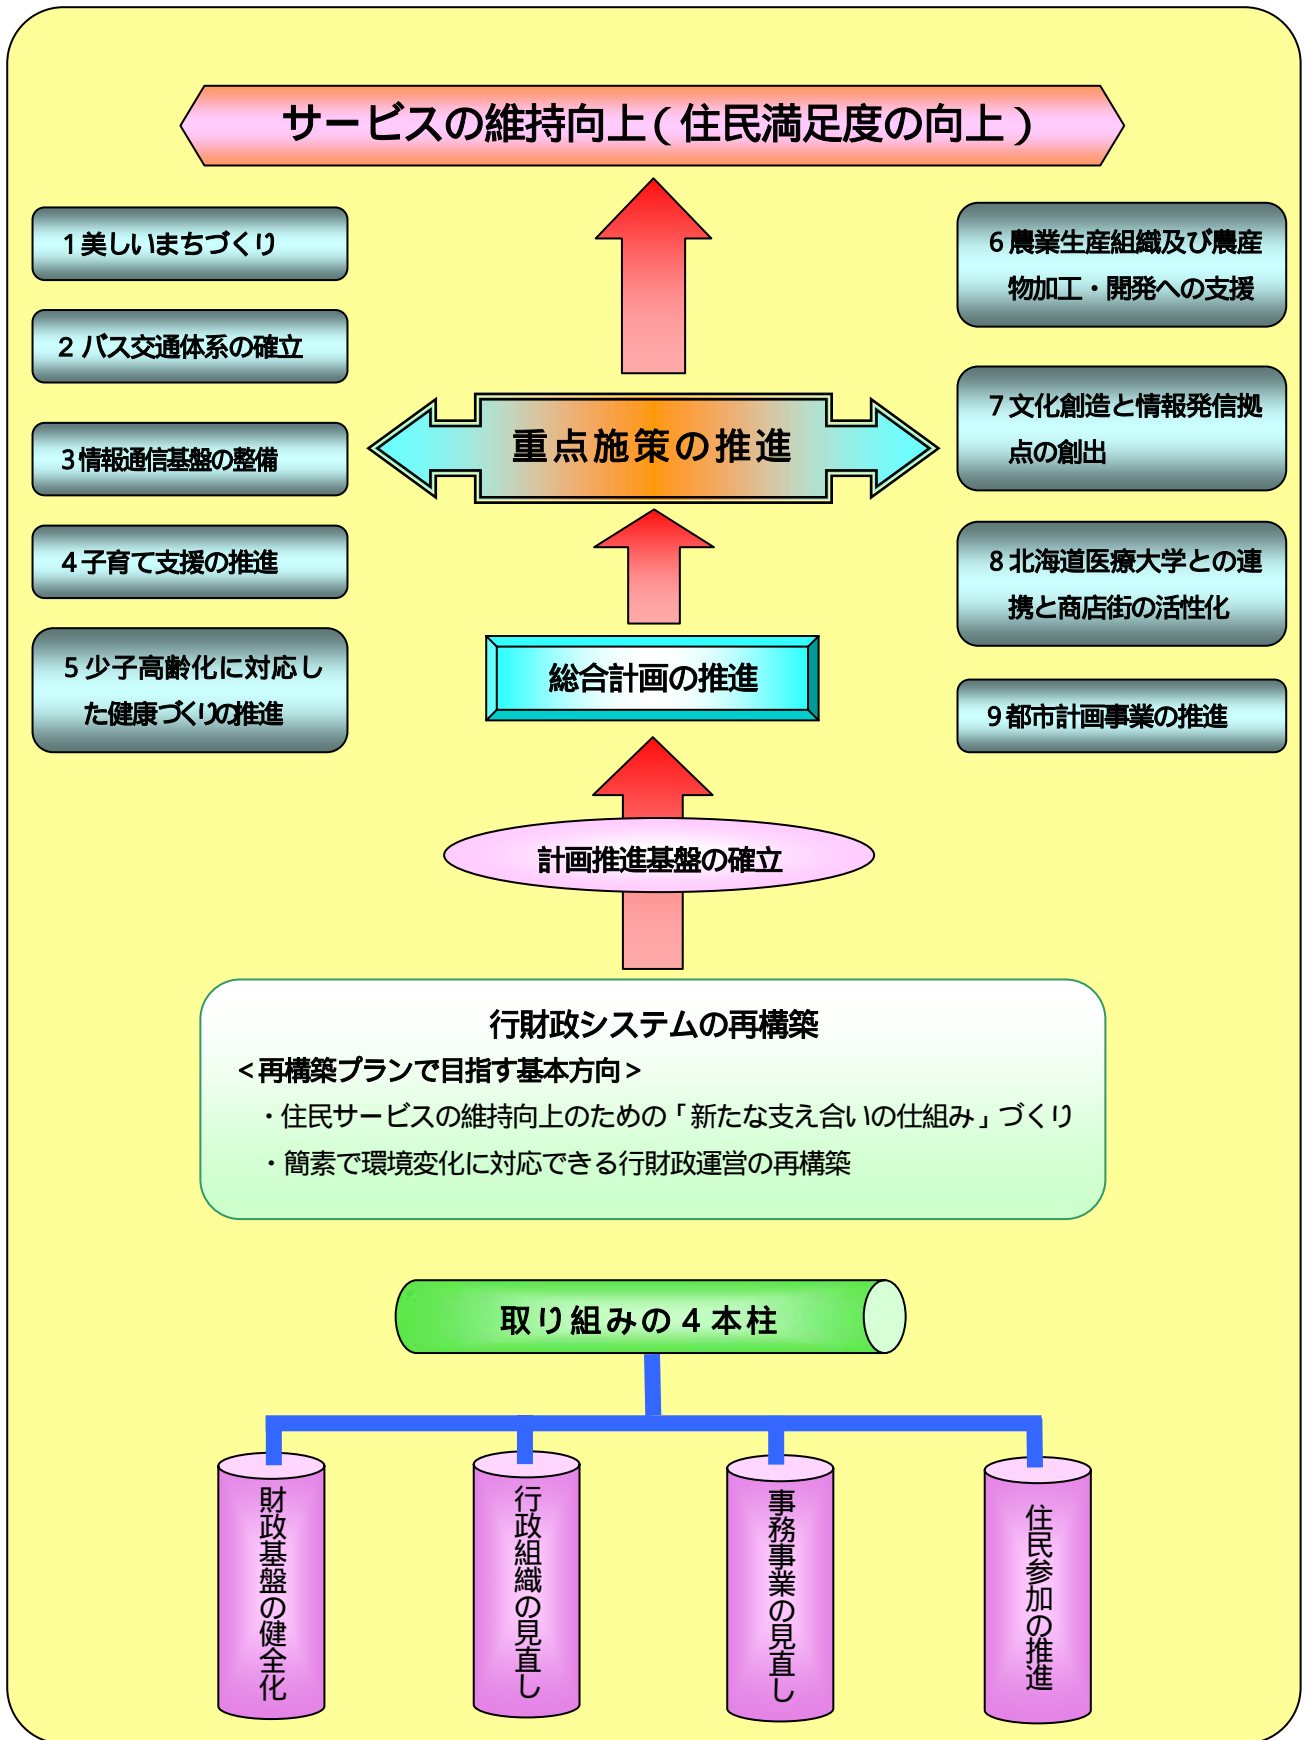 サービスの維持向上（住民満足度の向上）
１美しいまちづくり
２バス交通体系の確立
３情報通信基盤の整備
４子育て支援の推進
５少子高齢化に対応し
た健康づくりの推進
６農業生産組織及び農産
物加工・開発への支援
７文化創造と情報発信拠
点の創出
８北海道医療大学との連
携と商店街の活性化
９都市計画事業の推進
重点施策の推進
総合計画の推進
計画推進基盤の確立
行財政システムの再構築
＜再構築プランで目指す基本方向＞
・住民サービスの維持向上のための「新たな支え合いの仕組み」づくり
・簡素で環境変化に対応できる行財政運営の再構築
取り組みの４本柱
財政基盤の健全化
行政組織の見直し
事務事業の見直し
住民参加の推進